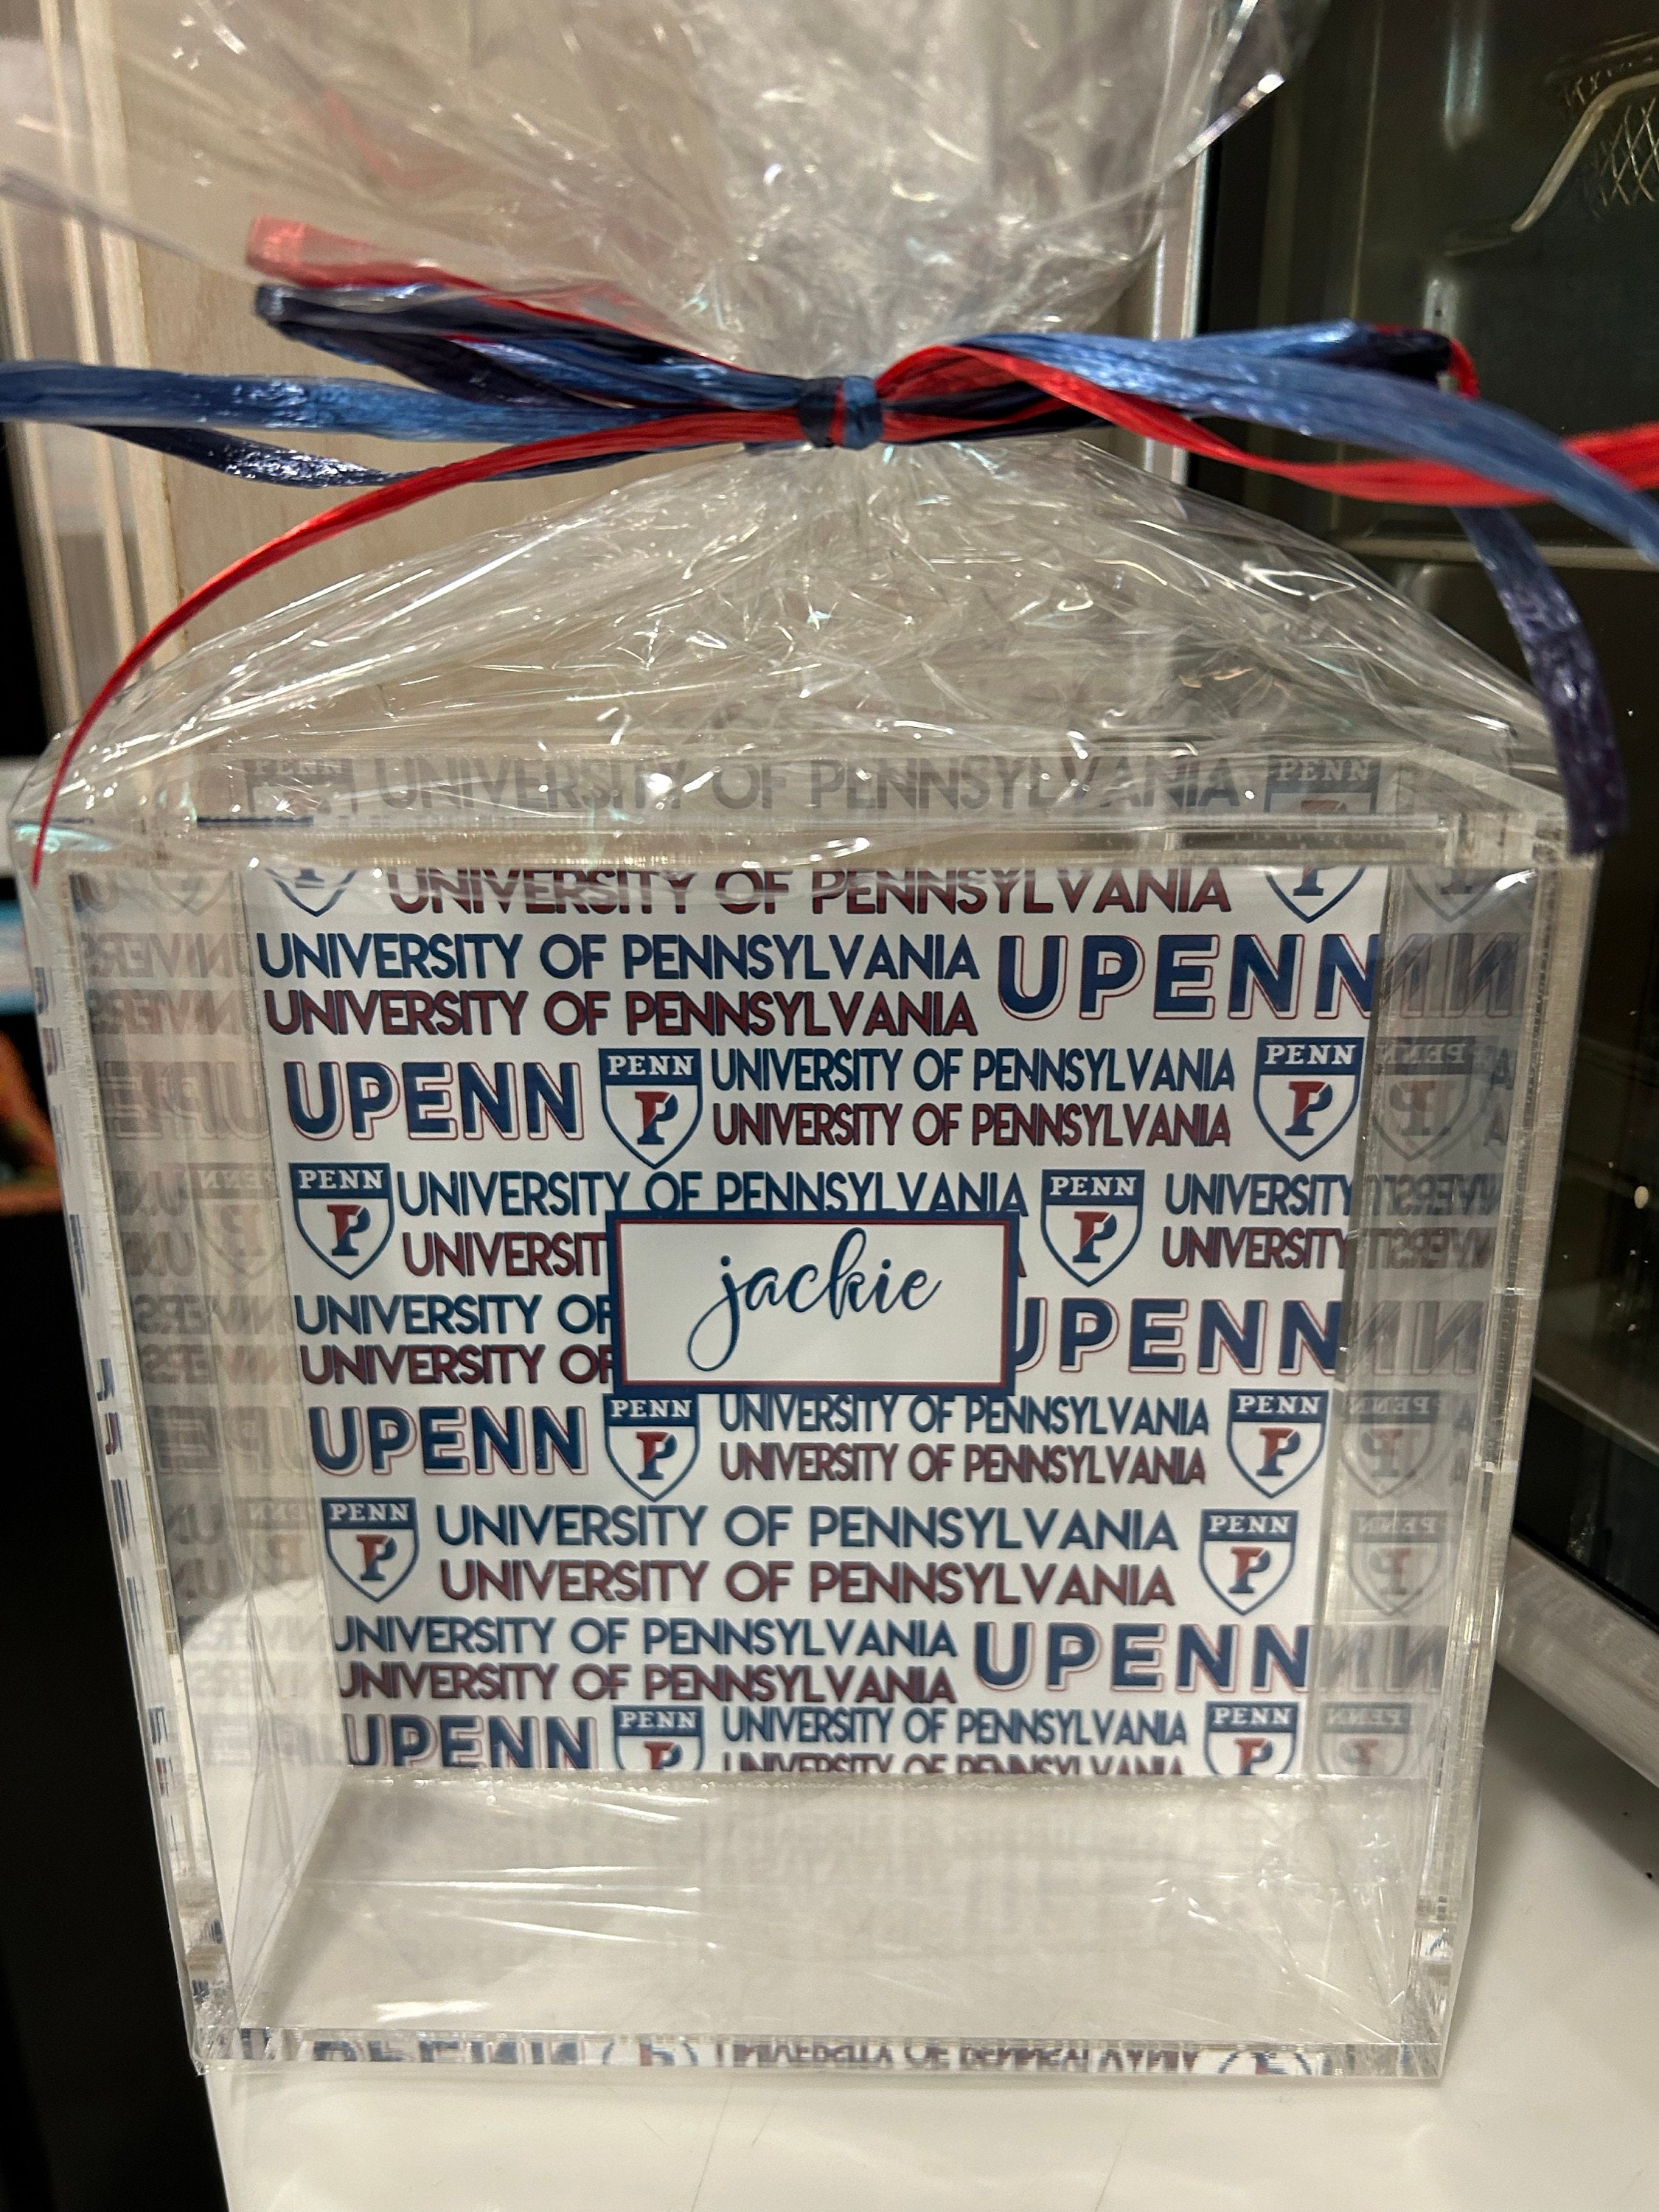 UNIVERSITY OF PENNSYLVANIA PENN
P UNIVERSITY OF PENNSYLVANIA P
UNIVERSITY OF PENNSYLVANIA UPENN
UNIVERSITY OF PENNSYLVANIA
UPENN PENN P UNIVERSITY OF PENNSYLVANIA PENN P
UNIVERSITY OF PENNSYLVANIA
PENN P UNIVERSITY OF PENNSYLVANIA PENN P UNIVERSITY
UNIVERSIT UNIVERSITY
jackie
UNIVERSITY OF UPENN
UNIVERSITY OF
UPENN PENN P UNIVERSITY OF PENNSYLVANIA PENN P
UNIVERSITY OF PENNSYLVANIA
PENN P UNIVERSITY OF PENNSYLVANIA PENN P
UNIVERSITY OF PENNSYLVANIA
UNIVERSITY OF PENNSYLVANIA UPENN
UNIVERSITY OF PENNSYLVANIA
UPENN PENN P UNIVERSITY OF PENNSYLVANIA PENN P
UNIVERSITY OF PENNSYLVANIA